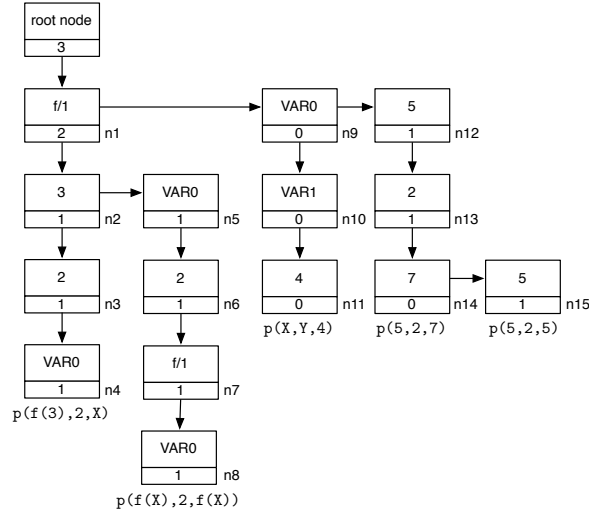 root node
3
f/1
2 n1
VAR0
0 n9
5
1 n12
3
1 n2
VAR0
1 n5
VAR1
0 n10
2
1 n13
2
1 n3
2
1 n6
4
0 n11
7
0 n14
5
1 n15
p(X,Y,4)
p(5,2,7)
p(5,2,5)
VAR0
1 n4
f/1
1 n7
p(f(3),2,X)
VAR0
1 n8
p(f(X),2,f(X))